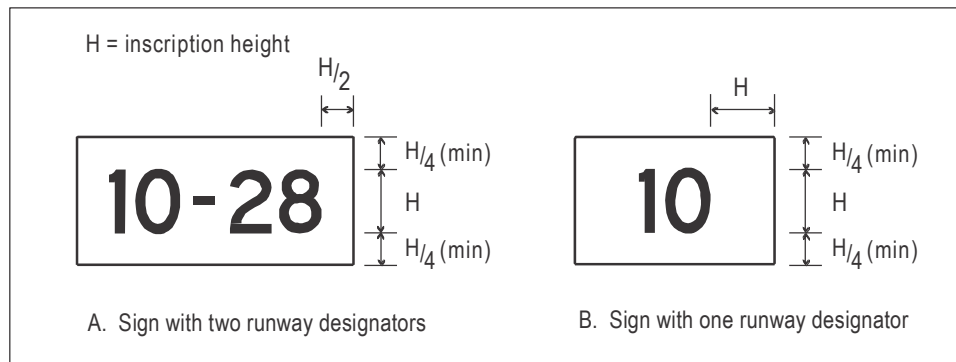 H = inscription height
H/2
H
10-28
H/4 (min)
H
H/4 (min)
10
H/4 (min)
H
H/4 (min)
A. Sign with two runway designators
B. Sign with one runway designator